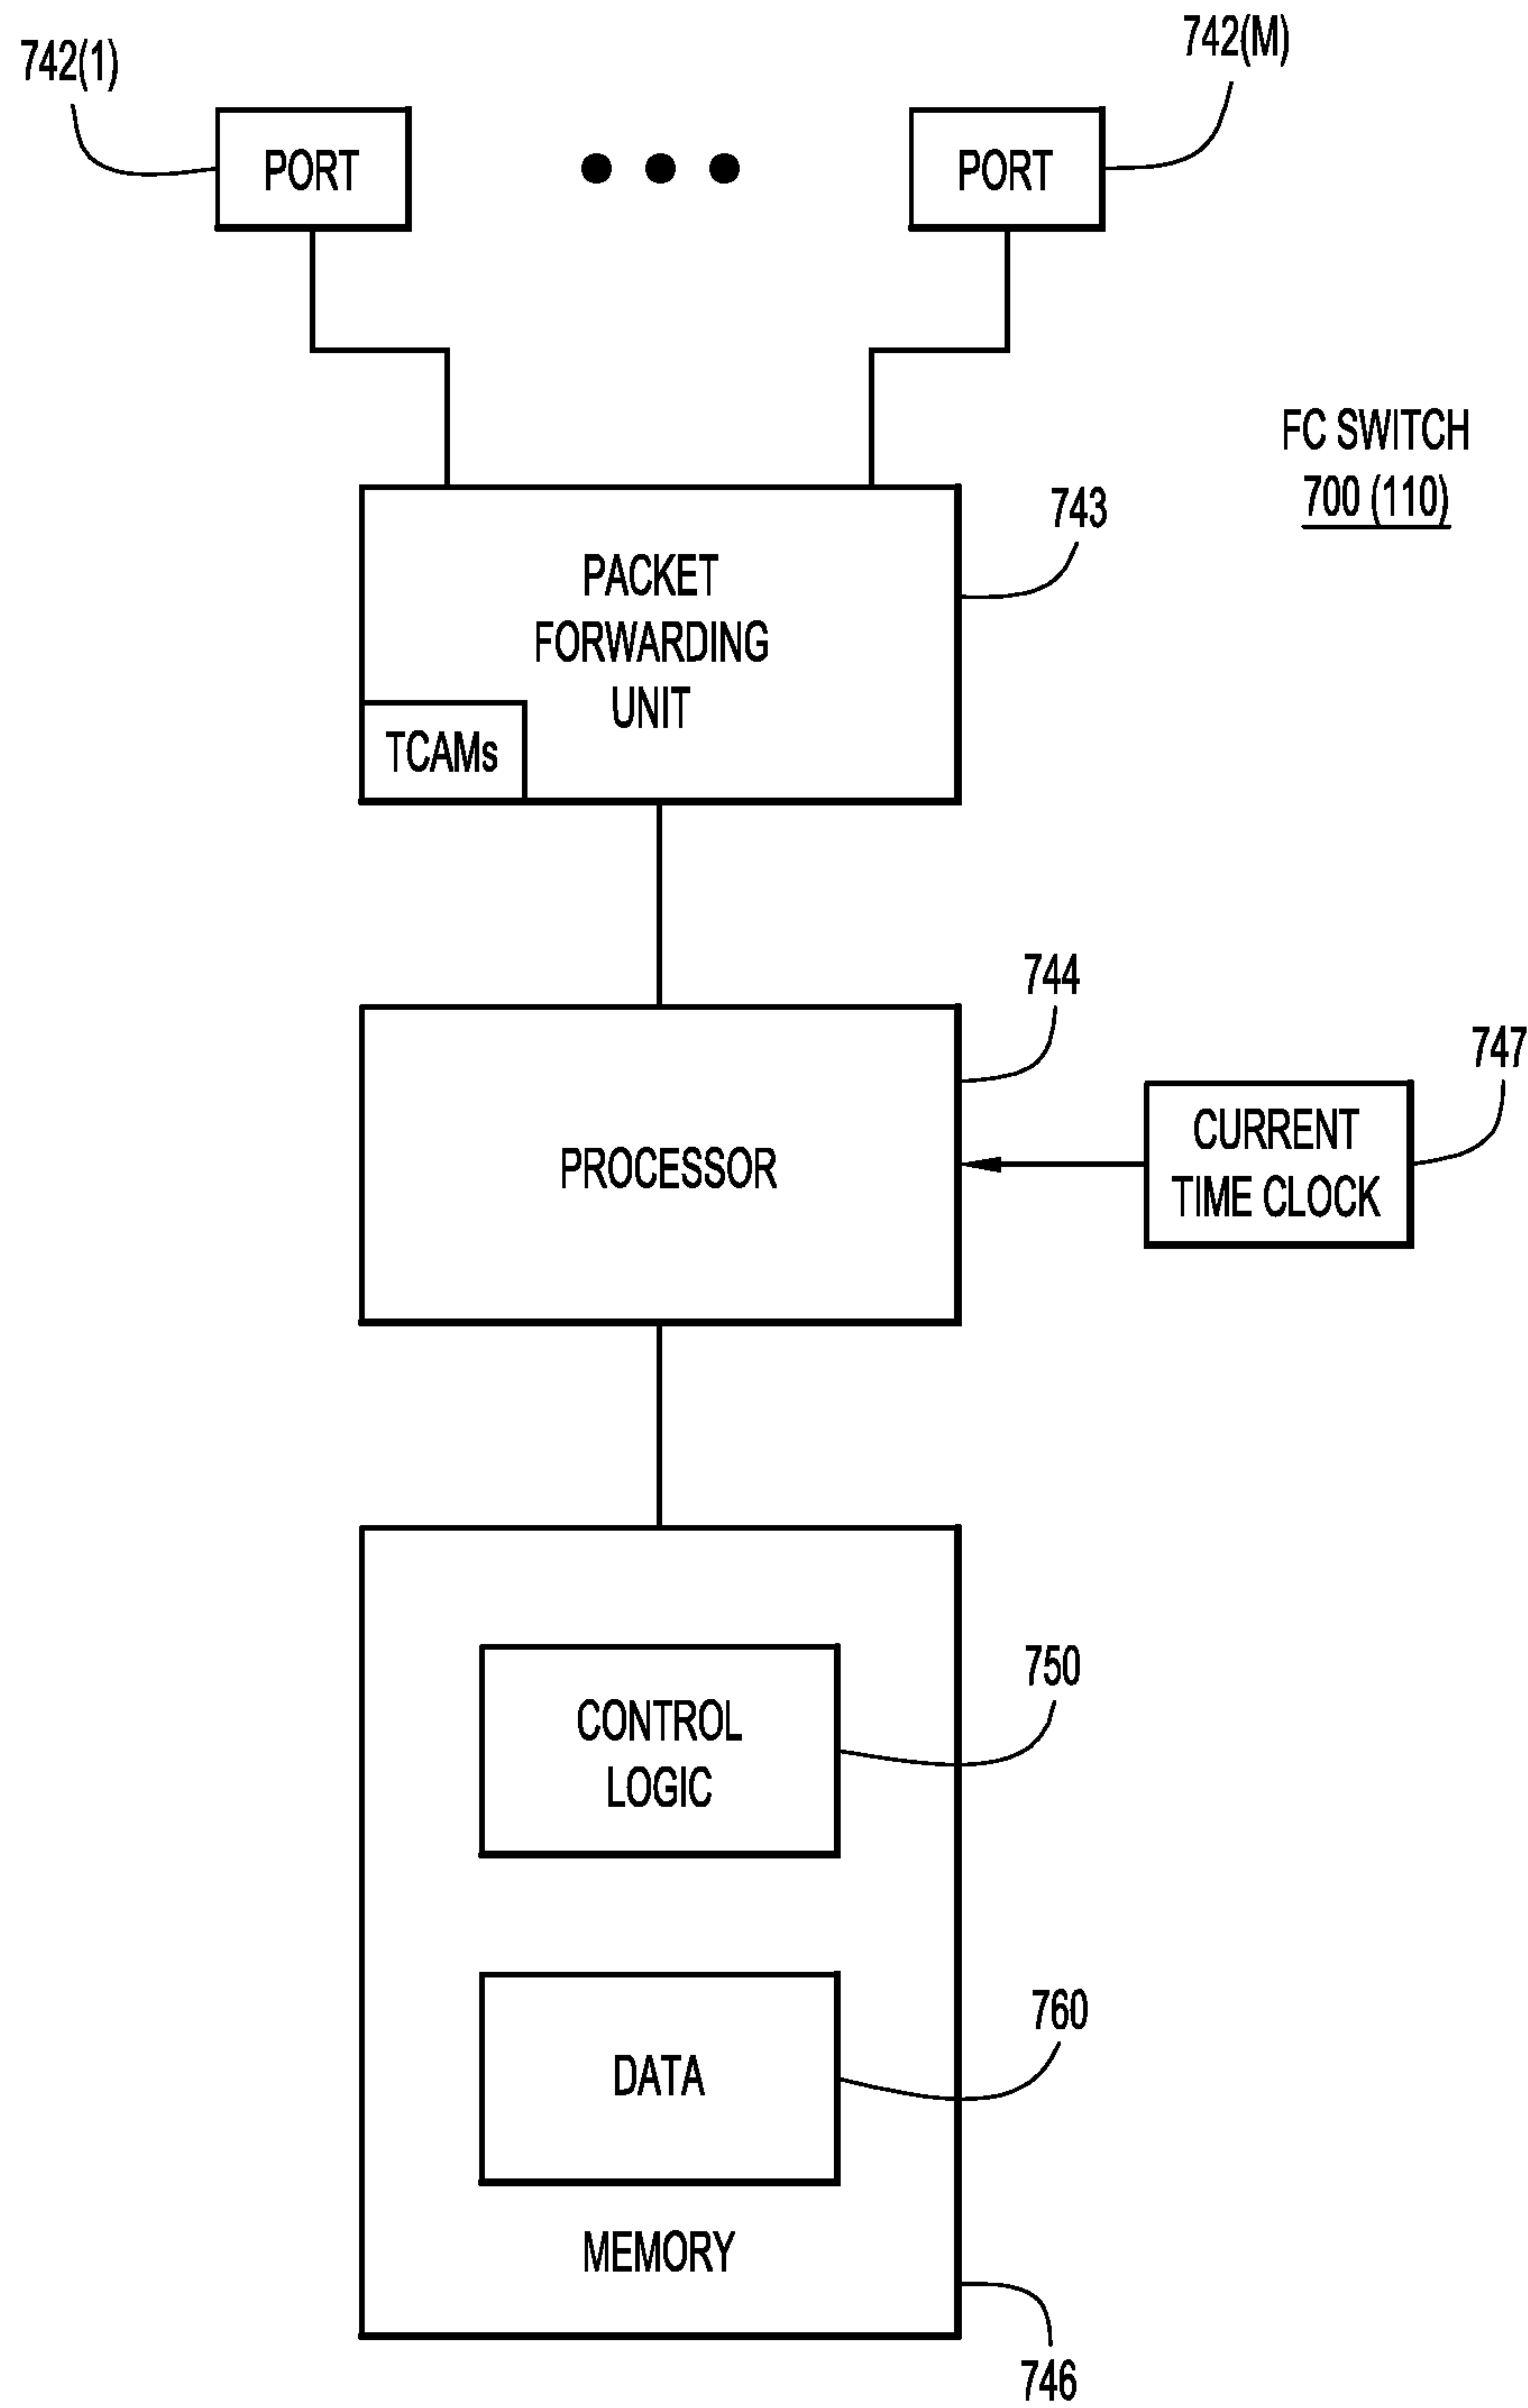 742(1)
742(M)
PORT
PORT
FC SWITCH
700 (110)
743
PACKET
FORWARDING
UNIT
TCAMs
744
747
PROCESSOR
CURRENT
TIME CLOCK
750
CONTROL
LOGIC
760
DATA
MEMORY
746